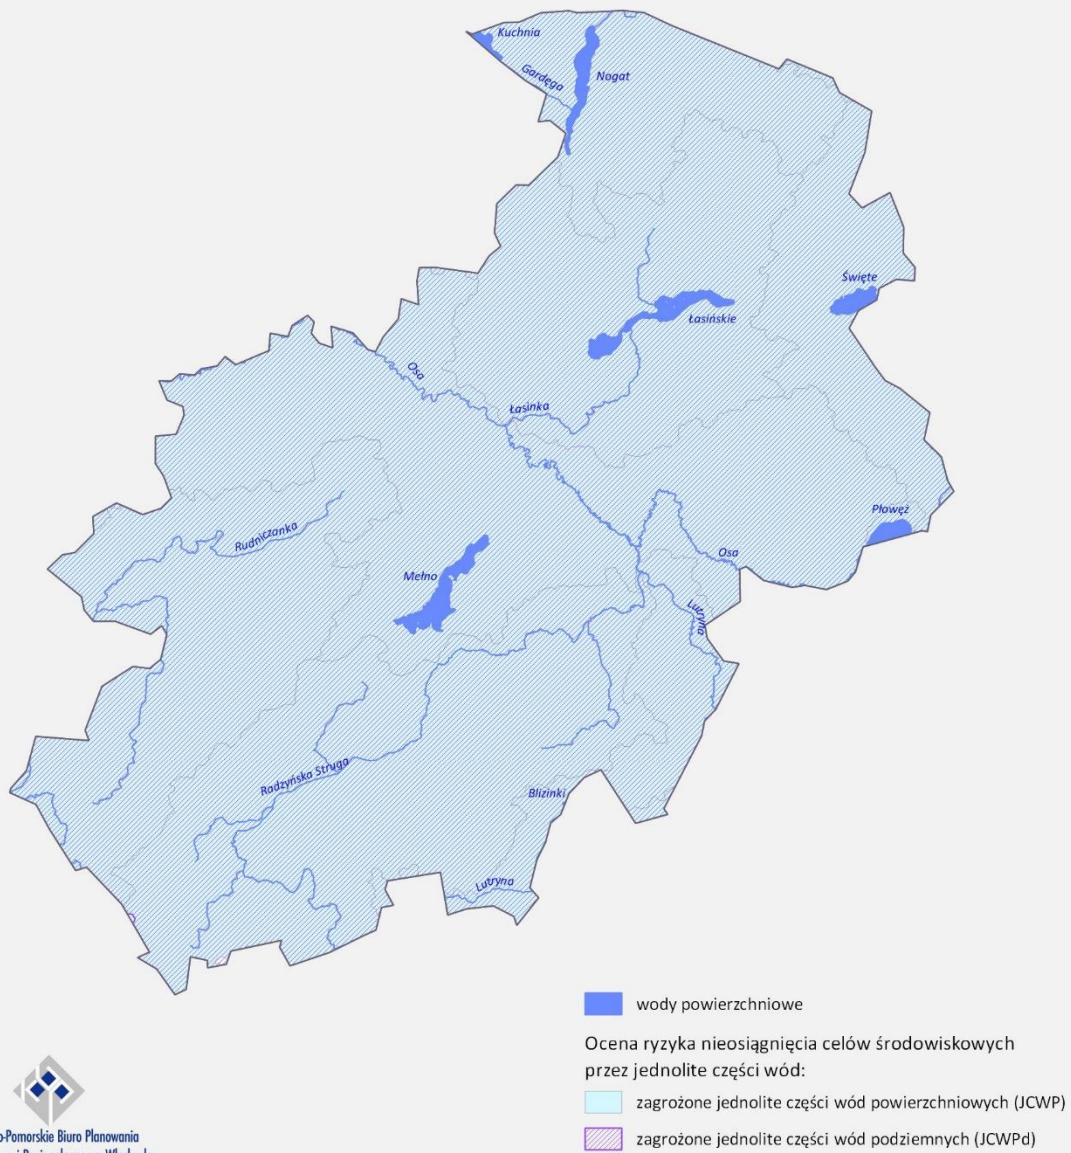 Kuchnia
Gardęga
Nogat
Święte
Łasińskie
Osa
Łasinka
Płowęż
Rudniczanka
Osa
Mełno
Lutryna
Radzyńska Struga
Blizinki
Lutryna
wody powierzchniowe
Ocena ryzyka nieosiągnięcia celów środowiskowych
przez jednolite części wód:
zagrożone jednolite części wód powierzchniowych (JCWP)
zagrożone jednolite części wód podziemnych (JCWPd)
-Pomorskie Biuro Planowania